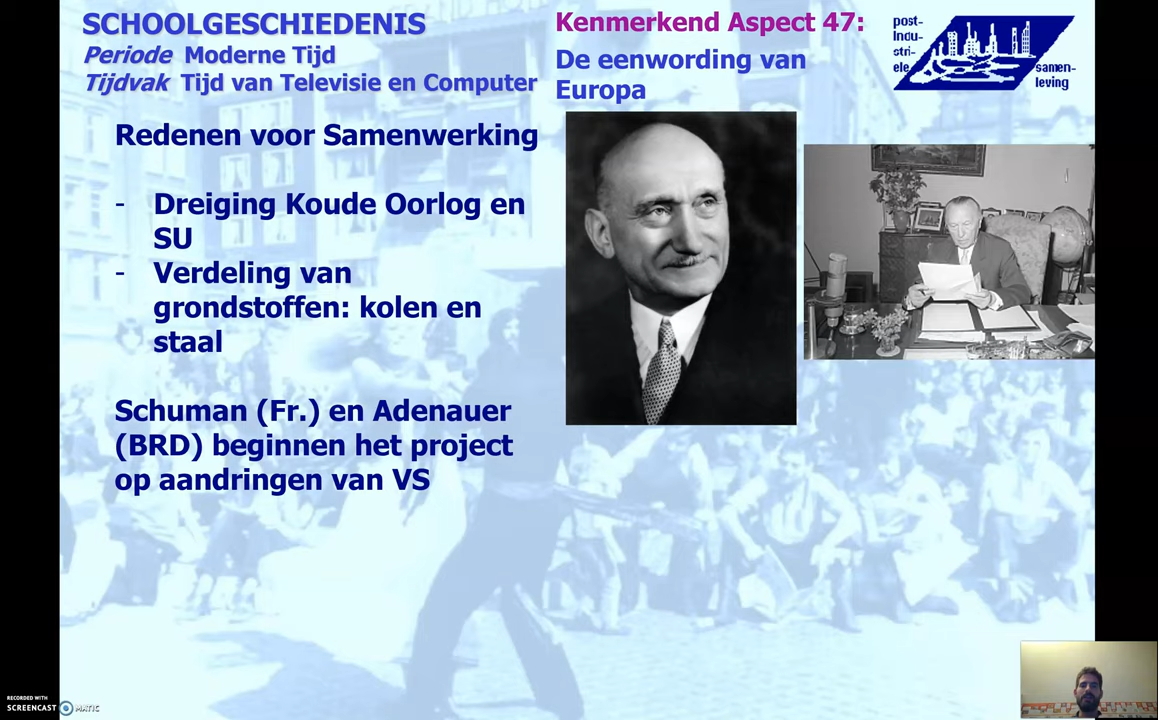 SCHOOLGESCHIEDENIS
Periode Moderne Tijd
Tijdvak Tijd van Televisie en Computer
Kenmerkend Aspect 47:
De eenwording van
Europa
post-
indu-
stri-
ele
samen-
leving
Redenen voor Samenwerking
- Dreiging Koude Oorlog en
SU
- Verdeling van
grondstoffen: kolen en
staal
Schuman (Fr.) en Adenauer
(BRD) beginnen het project
op aandringen van VS
RECORDED WITH
SCREENCAST MATIC